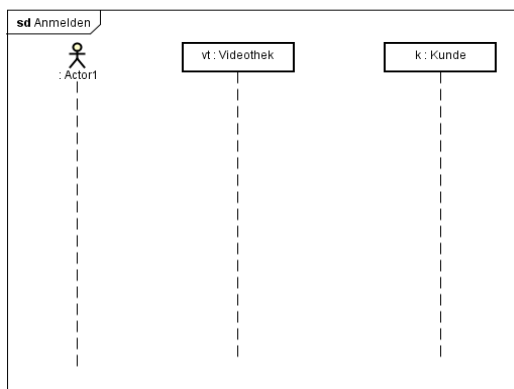 sd Anmelden
: Actor1
vt : Videothek
k : Kunde